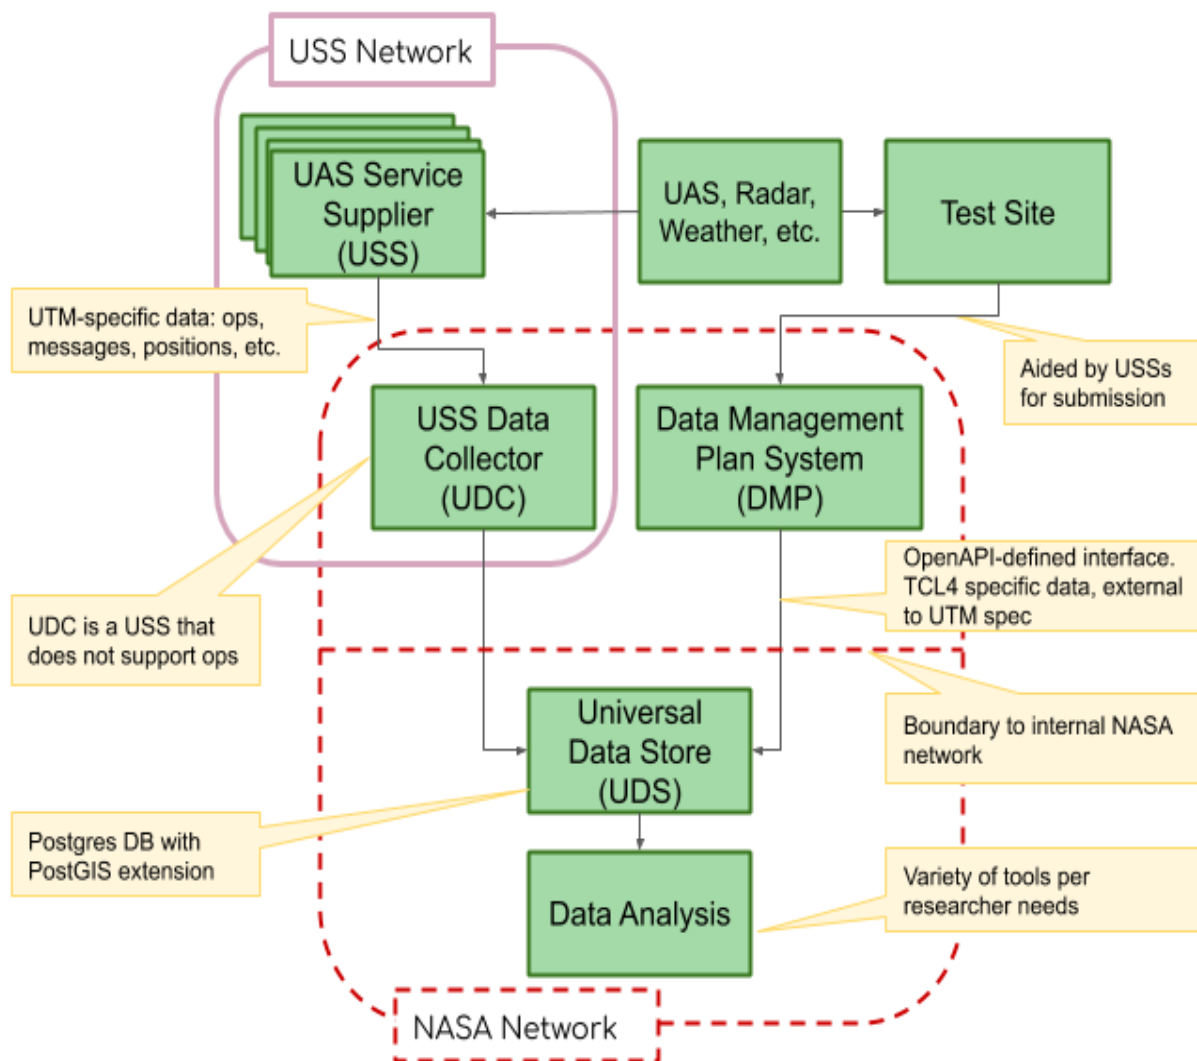 USS Network
UAS Service
Supplier
(USS)
UAS, Radar,
Weather, etc.
Test Site
UTM-specific data: ops,
messages, positions, etc.
Aided by USSs
for submission
USS Data
Collector
(UDC)
Data Management
Plan System
(DMP)
OpenAPI-defined interface.
TCL4 specific data, external
to UTM spec
UDC is a USS that
does not support ops
Universal
Data Store
(UDS)
Boundary to internal NASA
network
Postgres DB with
PostGIS extension
Data Analysis
Variety of tools per
researcher needs
NASA Network